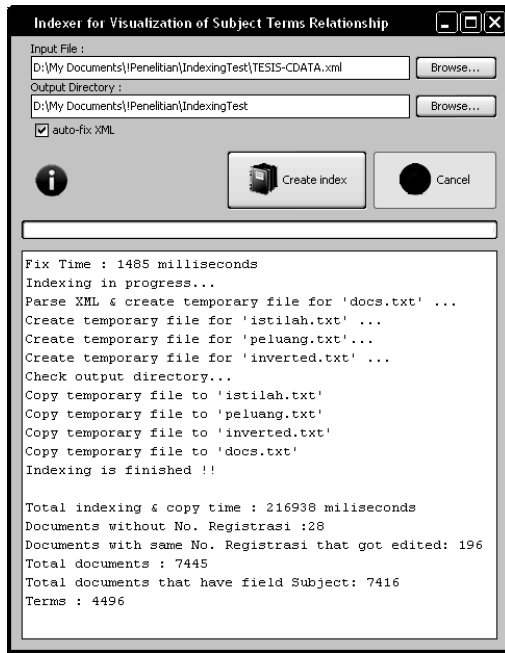 Indexer for Visualization of Subject Terms Relationship
Input File :
D:\My Documents\!Penelitian\IndexingTest\TESIS-CDATA.xml
Browse...
Output Directory :
D:\My Documents\!Penelitian\IndexingTest
Browse...
auto-fix XML
Create index
Cancel
Fix Time : 1485 milliseconds
Indexing in progress...
Parse XML & create temporary file for 'docs.txt' ...
Create temporary file for 'istilah.txt' ...
Create temporary file for 'peluang.txt'...
Create temporary file for 'inverted.txt' ...
Check output directory...
Copy temporary file to 'istilah.txt'
Copy temporary file to 'peluang.txt'
Copy temporary file to 'inverted.txt'
Copy temporary file to 'docs.txt'
Indexing is finished !!
Total indexing & copy time : 216938 miliseconds
Documents without No. Registrasi :28
Documents with same No. Registrasi that got edited: 196
Total documents : 7445
Total documents that have field Subject: 7416
Terms : 4496